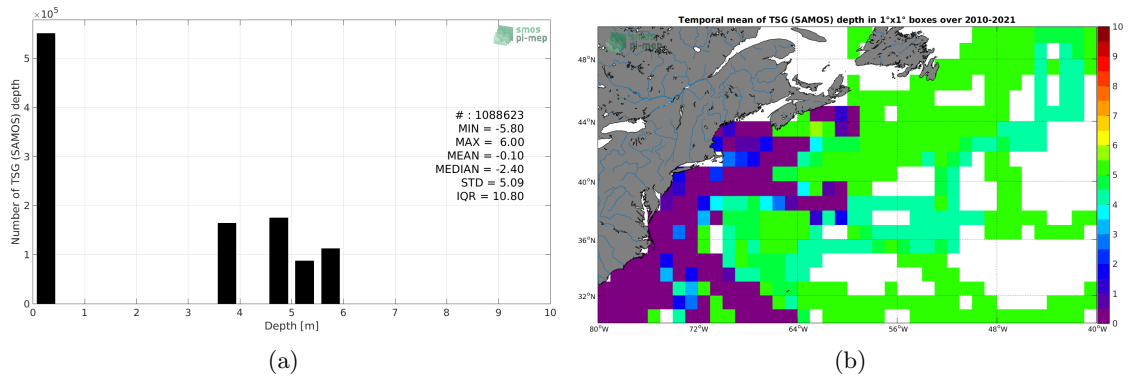 ×10^5
5
4
3
2
1
0
Number of TSG (SAMOS) depth
smos
pi-mep
# : 1088623
MIN = -5.80
MAX = 6.00
MEAN = -0.10
MEDIAN = -2.40
STD = 5.09
IQR = 10.80
0 1 2 3 4 5 6 7 8 9 10
Depth [m]
(a)
Temporal mean of TSG (SAMOS) depth in 1°x1° boxes over 2010-2021
smos
pi-mep
48°N
44°N
40°N
36°N
32°N
80°W 72°W 64°W 56°W 48°W 40°W
10
9
8
7
6
5
4
3
2
1
0
(b)